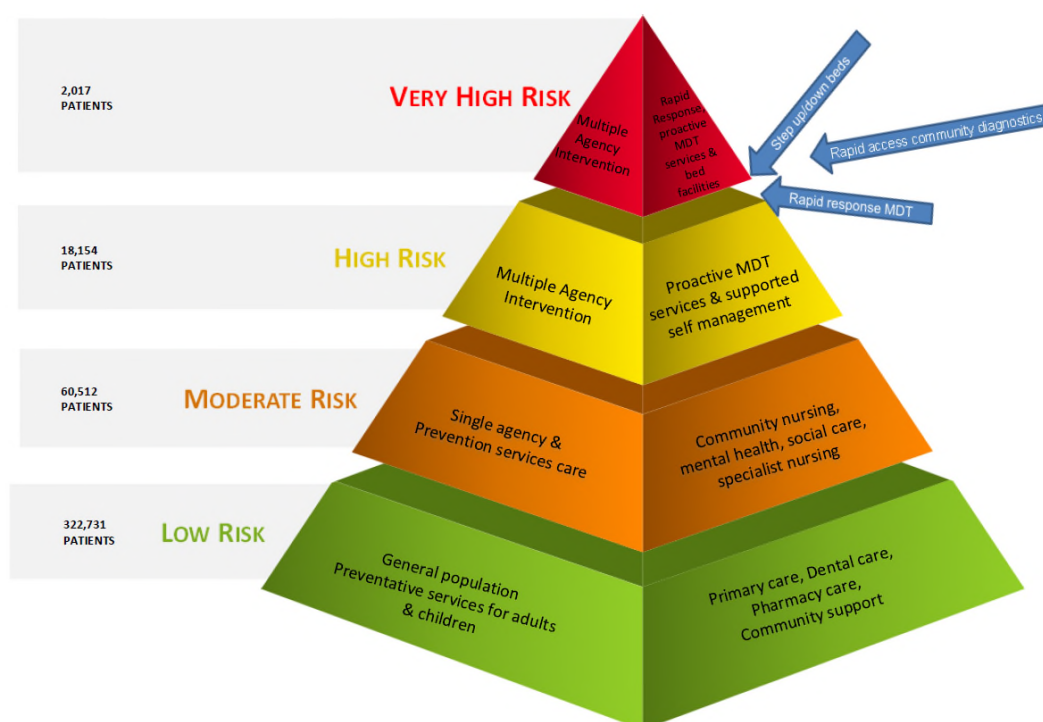 2,017
PATIENTS
VERY HIGH RISK
Multiple
Agency
Intervention
Rapid
Response,
proactive
MDT
services &
bed
facilities
Step up/down beds
Rapid access community diagnostics
Rapid response MDT
18,154
PATIENTS
HIGH RISK
Multiple Agency
Intervention
Proactive MDT
services & supported
self management
60,512
PATIENTS
MODERATE RISK
Single agency &
Prevention services care
Community nursing,
mental health, social care,
specialist nursing
322,731
PATIENTS
LOW RISK
General population
Preventative services for adults
& children
Primary care, Dental care,
Pharmacy care,
Community support